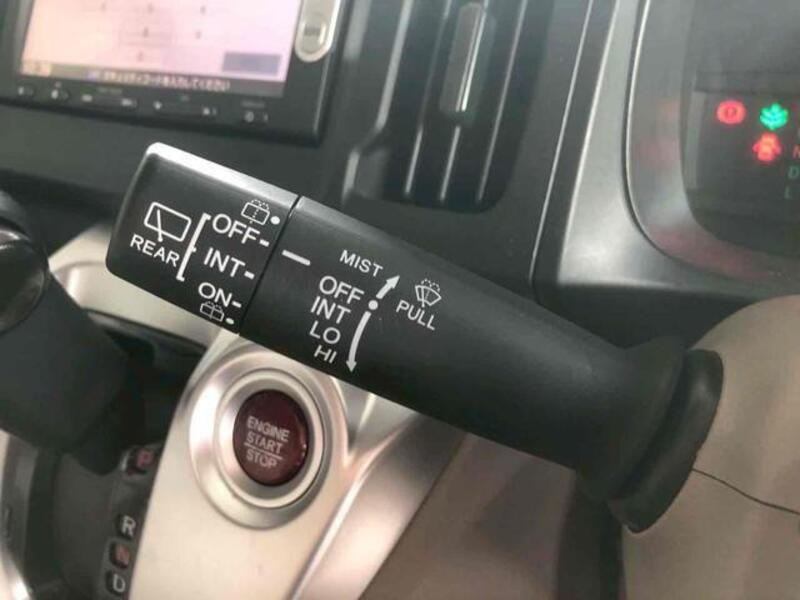 OFF
REAR
INT
ON
MIST
OFF
INT
LO
HI
PULL
ENGINE
START
STOP
P
R
N
D
D
L